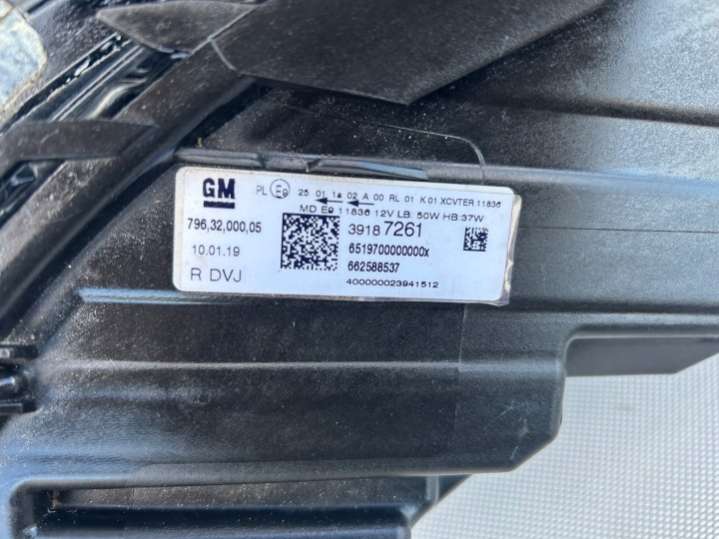 GM
PL E9 25 01 1a 02 A 00 RL 01 K 01 XCVTER 11836
MD E9 11836 12V LB: 50W HB:37W
796,32,000,05
39187261
10.01.19
6519700000000x
R DVJ
662588537
400000023941512